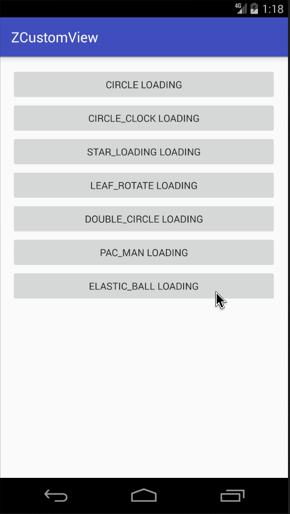 4G 1:18
ZCustomView
CIRCLE LOADING
CIRCLE_CLOCK LOADING
STAR_LOADING LOADING
LEAF_ROTATE LOADING
DOUBLE_CIRCLE LOADING
PAC_MAN LOADING
ELASTIC_BALL LOADING